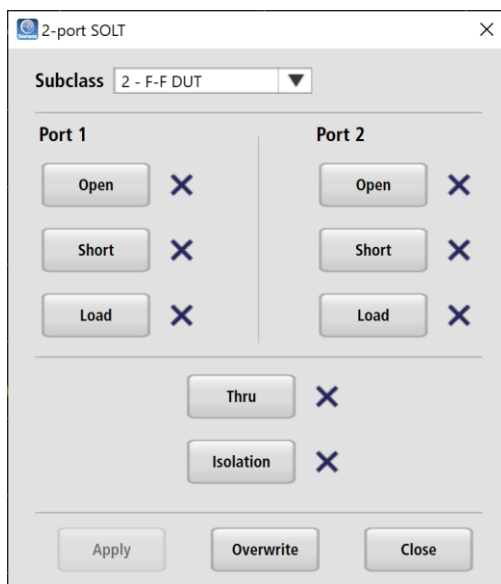 2-port SOLT
Subclass 2 - F-F DUT
Port 1 Port 2
Open Open
Short Short
Load Load
Thru
Isolation
Apply Overwrite Close